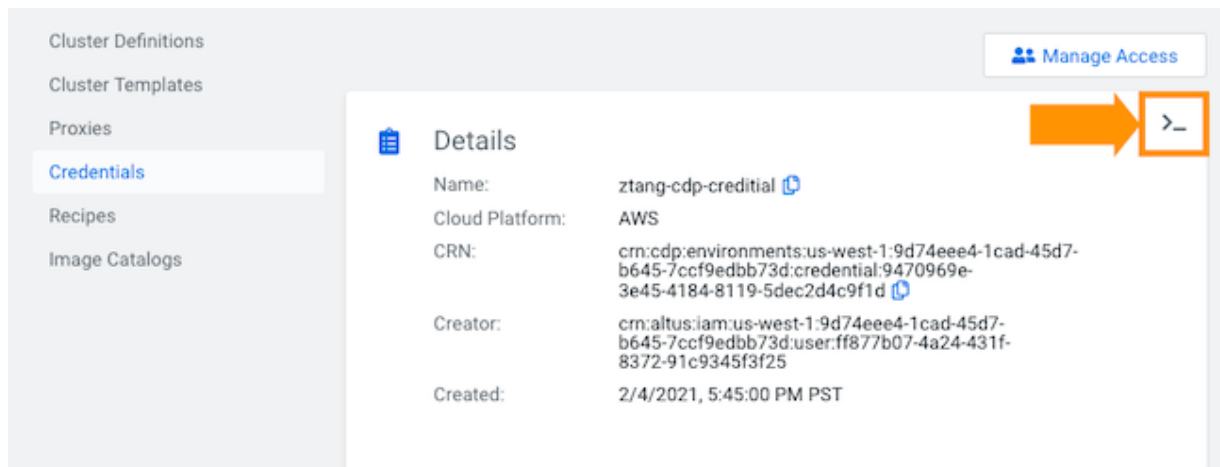 Cluster Definitions
Cluster Templates
Proxies
Credentials
Recipes
Image Catalogs
Manage Access
>_
Details
Name: ztang-cdp-creditial
Cloud Platform: AWS
CRN: crn:cdp:environments:us-west-1:9d74eee4-1cad-45d7-
b645-7ccf9edbb73d:credential:9470969e-
3e45-4184-8119-5dec2d4c9f1d
Creator: crn:altus:iam:us-west-1:9d74eee4-1cad-45d7-
b645-7ccf9edbb73d:user:ff877b07-4a24-431f-
8372-91c9345f3f25
Created: 2/4/2021, 5:45:00 PM PST